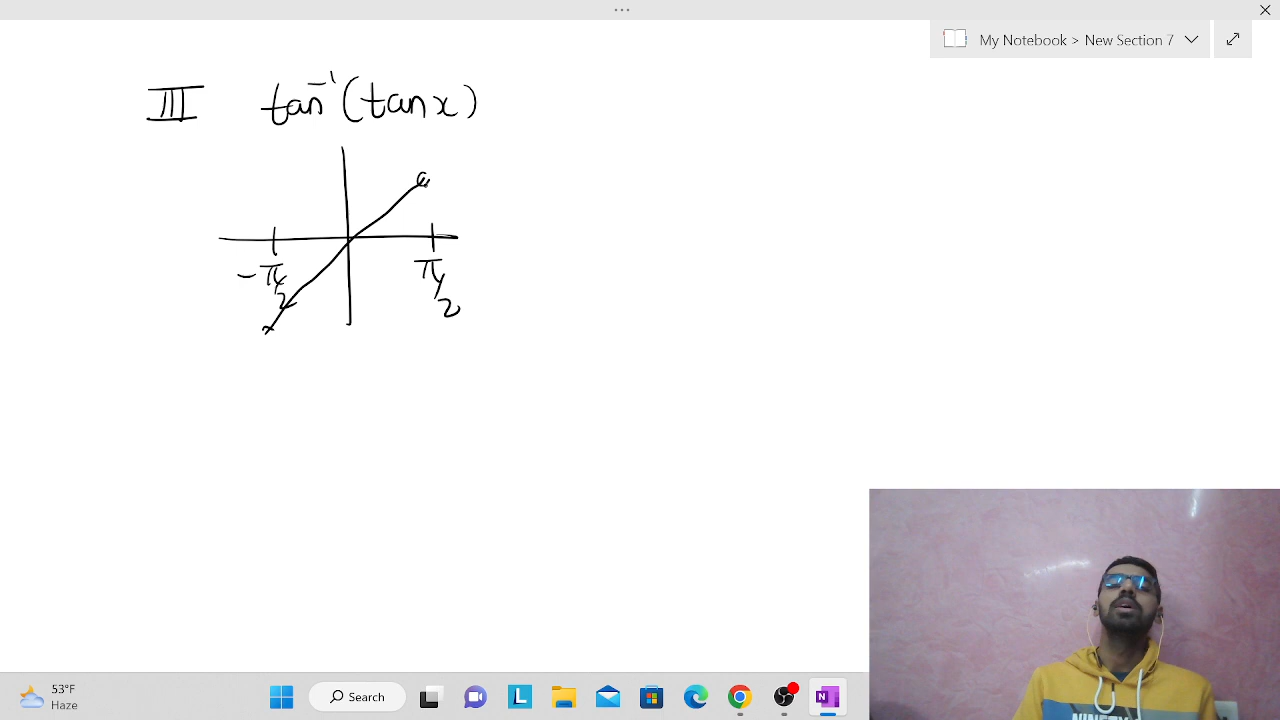 My Notebook > New Section 7
III tan⁻¹(tan x)
-π/2 π/2
53°F
Haze
Search